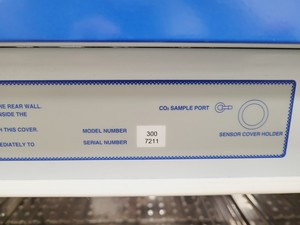 HE REAR WALL.
NSIDE THE
H THIS COVER.
EDIATELY TO
MODEL NUMBER 300
SERIAL NUMBER 7211
CO₂ SAMPLE PORT
SENSOR COVER HOLDER